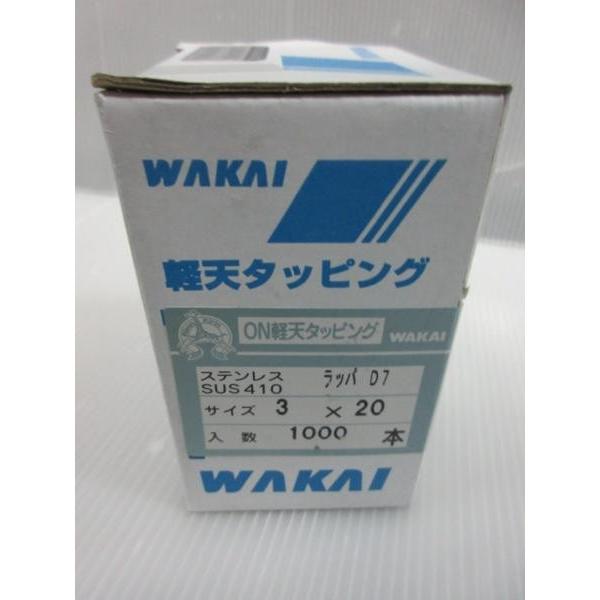 WAKAI
軽天タッピング
ON軽天タッピング WAKAI
ステンレス ラッパ D7
SUS410
サイズ 3 × 20
入数 1000 本
WAKAI